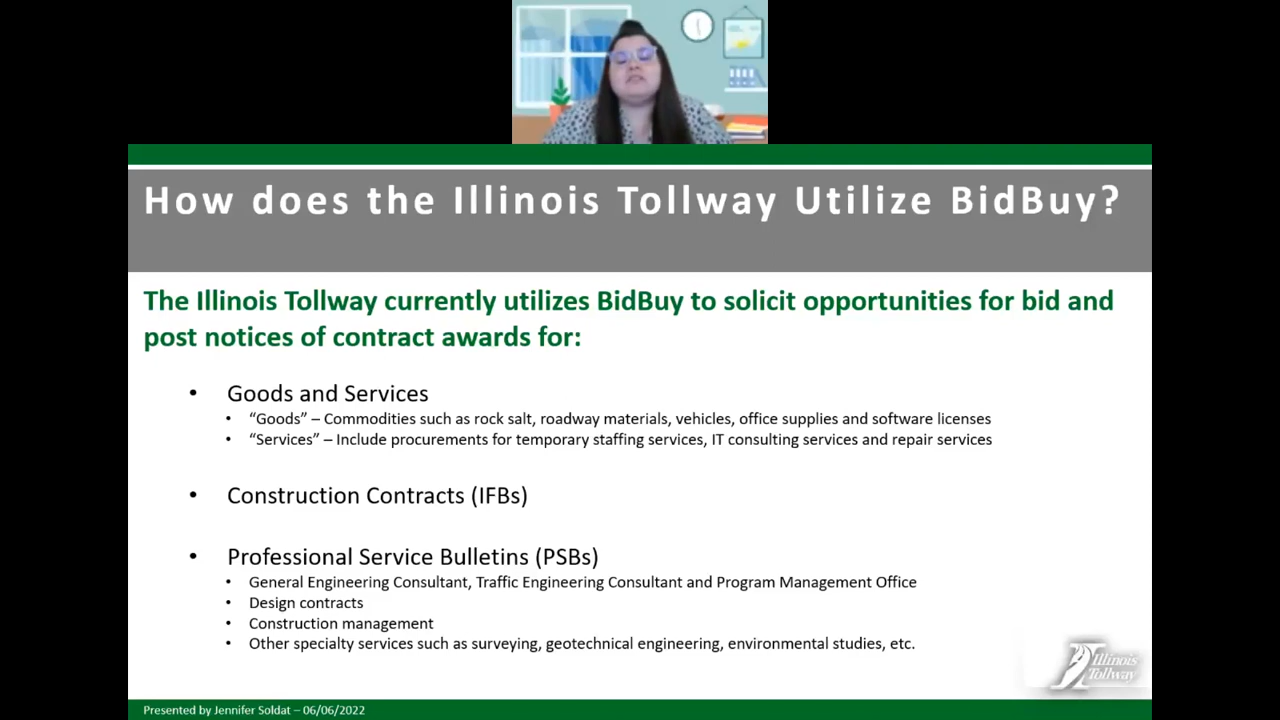 How does the Illinois Tollway Utilize BidBuy?
The Illinois Tollway currently utilizes BidBuy to solicit opportunities for bid and
post notices of contract awards for:
• Goods and Services
• “Goods” – Commodities such as rock salt, roadway materials, vehicles, office supplies and software licenses
• “Services” – Include procurements for temporary staffing services, IT consulting services and repair services
• Construction Contracts (IFBs)
• Professional Service Bulletins (PSBs)
• General Engineering Consultant, Traffic Engineering Consultant and Program Management Office
• Design contracts
• Construction management
• Other specialty services such as surveying, geotechnical engineering, environmental studies, etc.
Illinois
Tollway
Presented by Jennifer Soldat – 06/06/2022